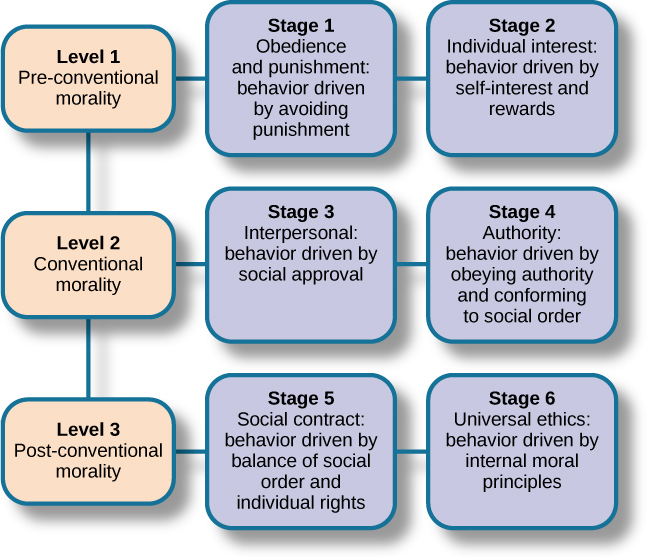 Level 1
Pre-conventional
morality
Stage 1
Obedience
and punishment:
behavior driven
by avoiding
punishment
Stage 2
Individual interest:
behavior driven by
self-interest and
rewards
Level 2
Conventional
morality
Stage 3
Interpersonal:
behavior driven by
social approval
Stage 4
Authority:
behavior driven by
obeying authority
and conforming
to social order
Level 3
Post-conventional
morality
Stage 5
Social contract:
behavior driven by
balance of social
order and
individual rights
Stage 6
Universal ethics:
behavior driven by
internal moral
principles